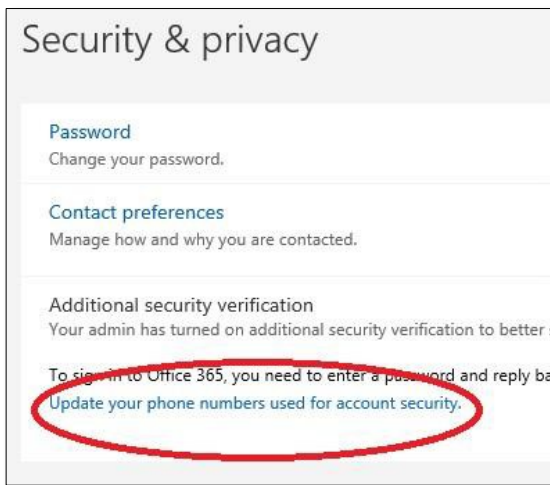 Security & privacy
Password
Change your password.
Contact preferences
Manage how and why you are contacted.
Additional security verification
Your admin has turned on additional security verification to better
To sign in to Office 365, you need to enter a password and reply
Update your phone numbers used for account security.